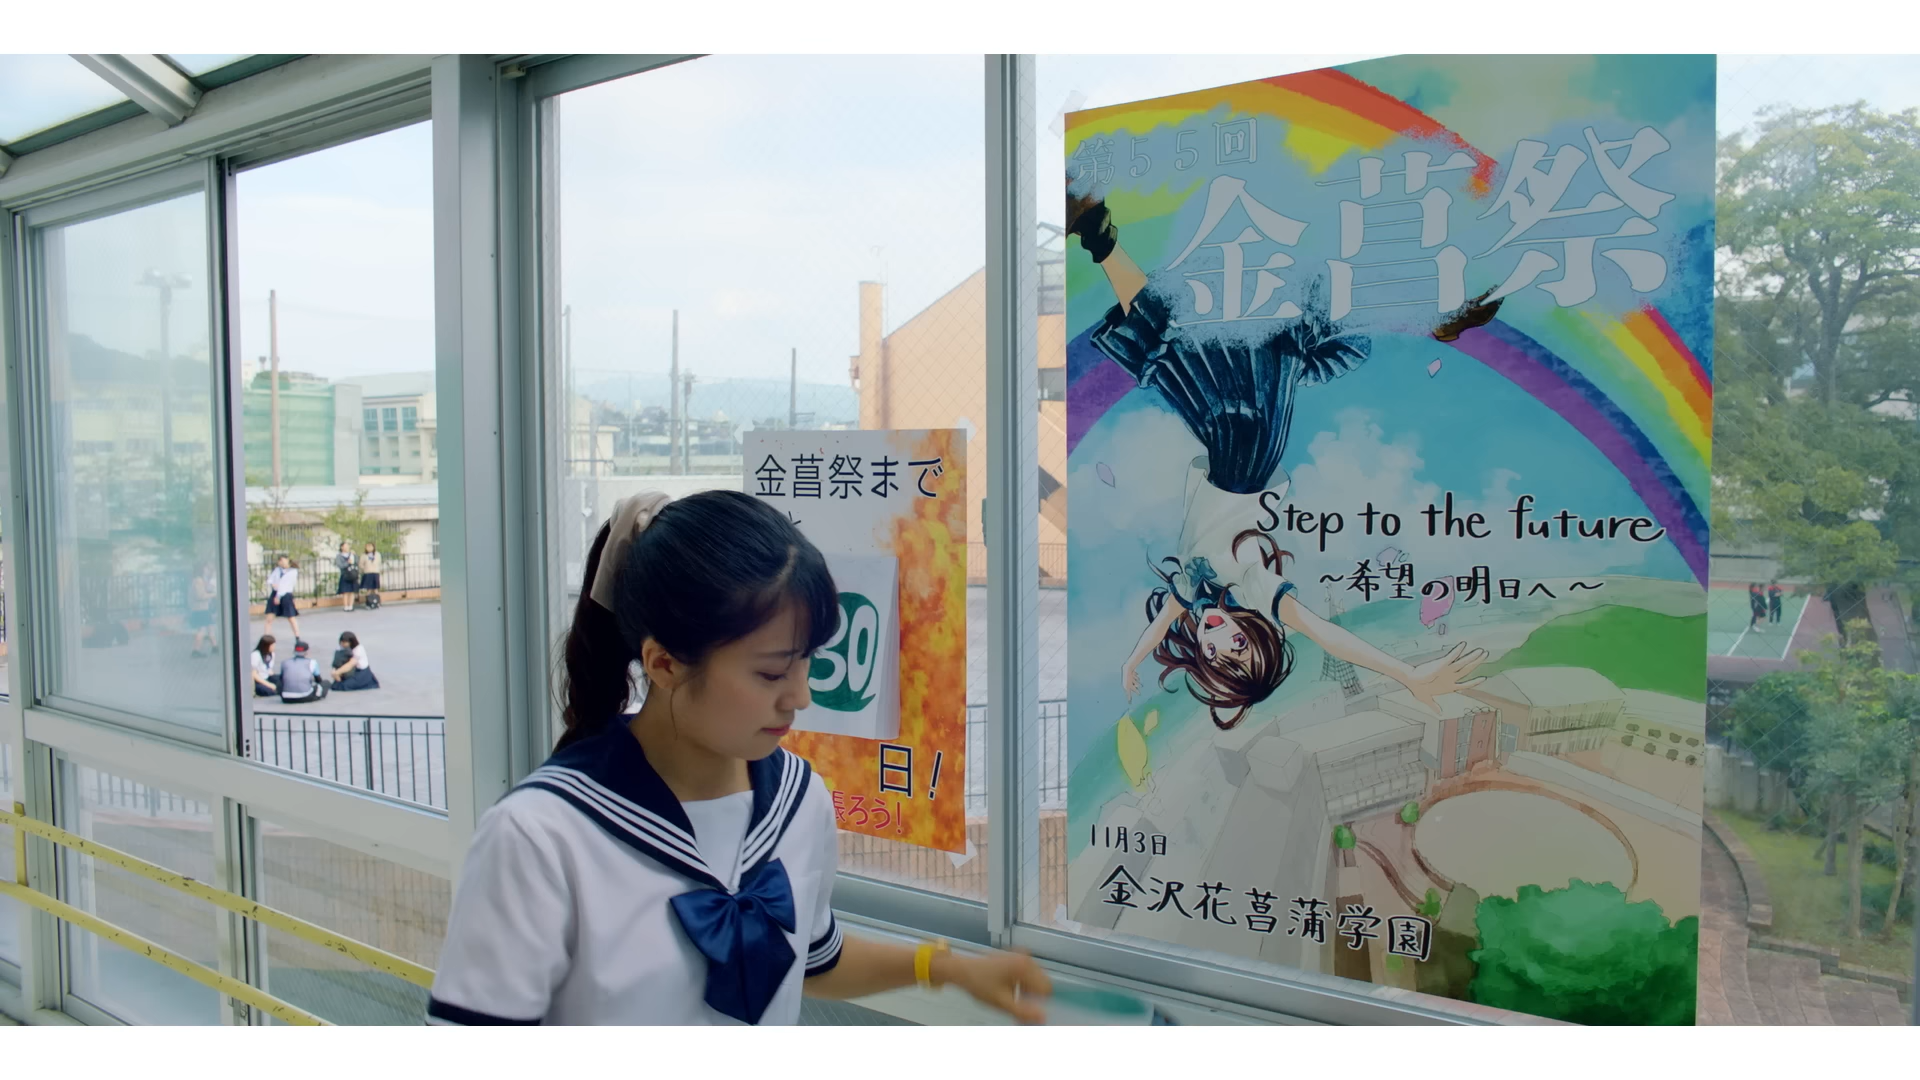 金菖祭まで
30
日!
張ろう!
第55回
金菖祭
Step to the future
~希望の明日へ~
11月3日
金沢花菖蒲学園